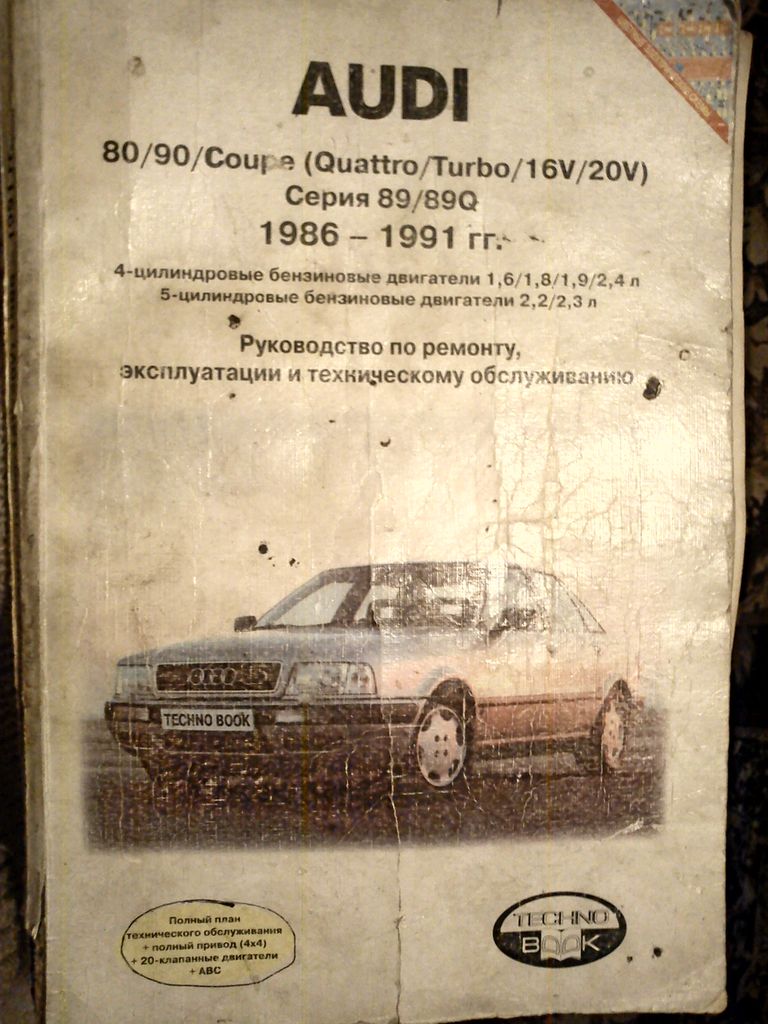 AUDI
80/90/Coupe (Quattro/Turbo/16V/20V)
Серия 89/89Q
1986 – 1991 гг.
4-цилиндровые бензиновые двигатели 1,6/1,8/1,9/2,4 л
5-цилиндровые бензиновые двигатели 2,2/2,3 л
Руководство по ремонту,
эксплуатации и техническому обслуживанию
TECHNO BOOK
Полный план
технического обслуживания
+ полный привод (4x4)
+ 20-клапанные двигатели
+ ABC
TECHNO
BOOK